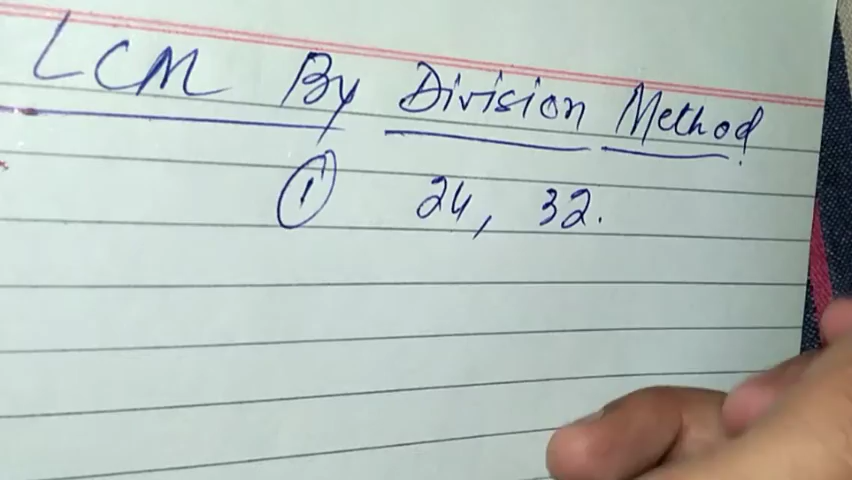 LCM By Division Method.
① 24, 32.